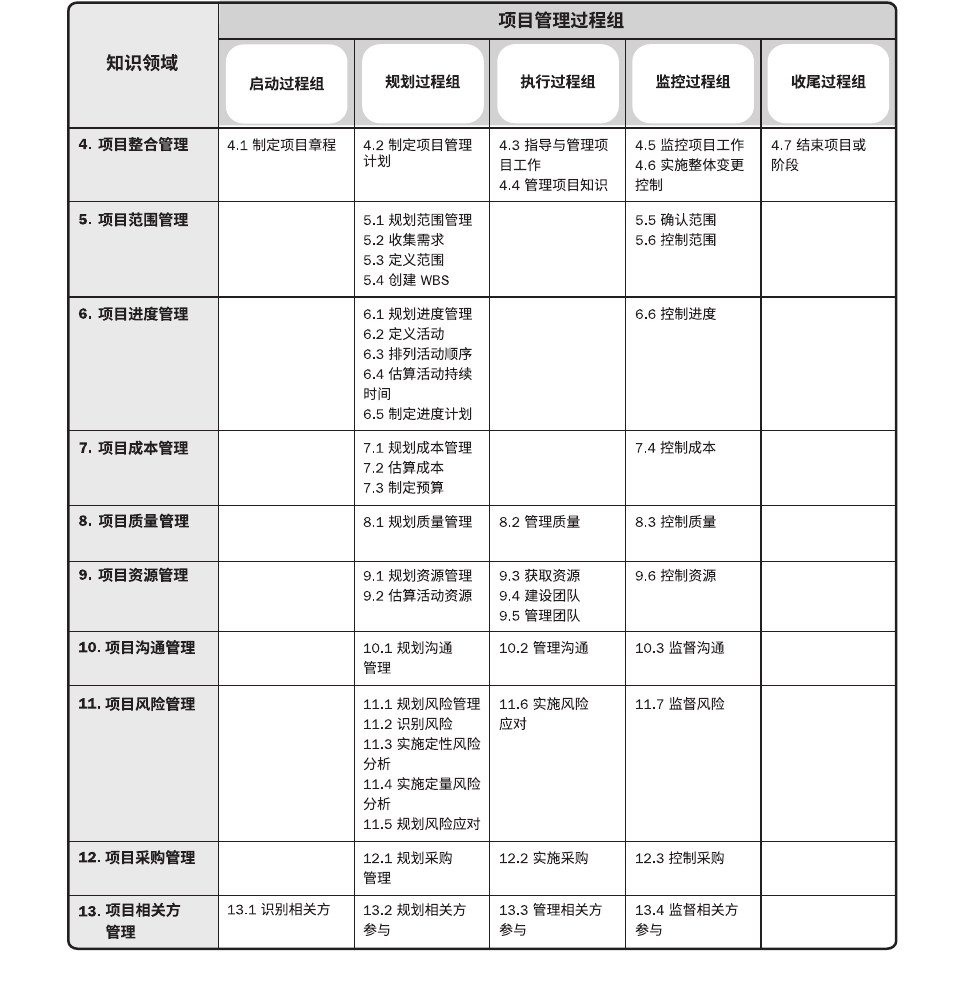 项目管理过程组
知识领域
启动过程组
规划过程组
执行过程组
监控过程组
收尾过程组
4. 项目整合管理
4.1 制定项目章程
4.2 制定项目管理
计划
4.3 指导与管理项
目工作
4.4 管理项目知识
4.5 监控项目工作
4.6 实施整体变更
控制
4.7 结束项目或
阶段
5. 项目范围管理
5.1 规划范围管理
5.2 收集需求
5.3 定义范围
5.4 创建 WBS
5.5 确认范围
5.6 控制范围
6. 项目进度管理
6.1 规划进度管理
6.2 定义活动
6.3 排列活动顺序
6.4 估算活动持续
时间
6.5 制定进度计划
6.6 控制进度
7. 项目成本管理
7.1 规划成本管理
7.2 估算成本
7.3 制定预算
7.4 控制成本
8. 项目质量管理
8.1 规划质量管理
8.2 管理质量
8.3 控制质量
9. 项目资源管理
9.1 规划资源管理
9.2 估算活动资源
9.3 获取资源
9.4 建设团队
9.5 管理团队
9.6 控制资源
10. 项目沟通管理
10.1 规划沟通
管理
10.2 管理沟通
10.3 监督沟通
11. 项目风险管理
11.1 规划风险管理
11.2 识别风险
11.3 实施定性风险
分析
11.4 实施定量风险
分析
11.5 规划风险应对
11.6 实施风险
应对
11.7 监督风险
12. 项目采购管理
12.1 规划采购
管理
12.2 实施采购
12.3 控制采购
13. 项目相关方
管理
13.1 识别相关方
13.2 规划相关方
参与
13.3 管理相关方
参与
13.4 监督相关方
参与